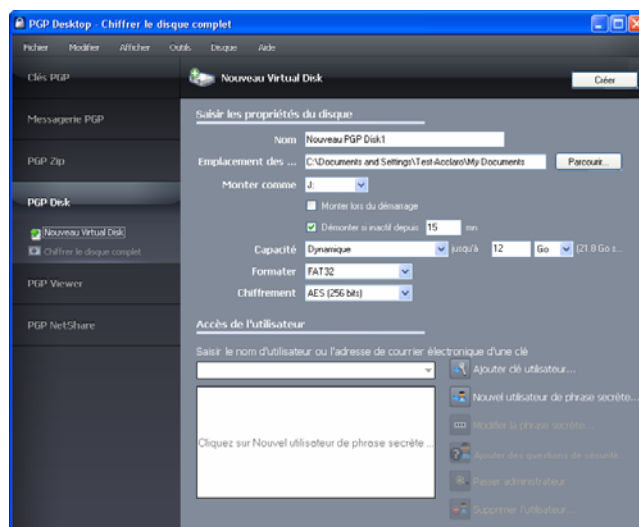 PGP Desktop - Chiffrer le disque complet
Fichier Modifier Afficher Outils Disque Aide
Clés PGP
Messagerie PGP
PGP Zip
PGP Disk
Nouveau Virtual Disk
Chiffrer le disque complet
PGP Viewer
PGP NetShare
Nouveau Virtual Disk
Créer
Saisir les propriétés du disque
Nom Nouveau PGP Disk1
Emplacement des ... C:\Documents and Settings\Test-Acclaro\My Documents Parcourir...
Monter comme J:
Monter lors du démarrage
Démonter si inactif depuis 15 mn
Capacité Dynamique jusqu'à 12 Go (21.8 Go s...
Formater FAT32
Chiffrement AES (256 bits)
Accès de l'utilisateur
Saisir le nom d'utilisateur ou l'adresse de courrier électronique d'une clé
Ajouter clé utilisateur...
Nouvel utilisateur de phrase secrète...
Cliquez sur Nouvel utilisateur de phrase secrète ...
Modifier la phrase secrète...
Ajouter des questions de sécurité...
Passer administrateur
Supprimer l'utilisateur...